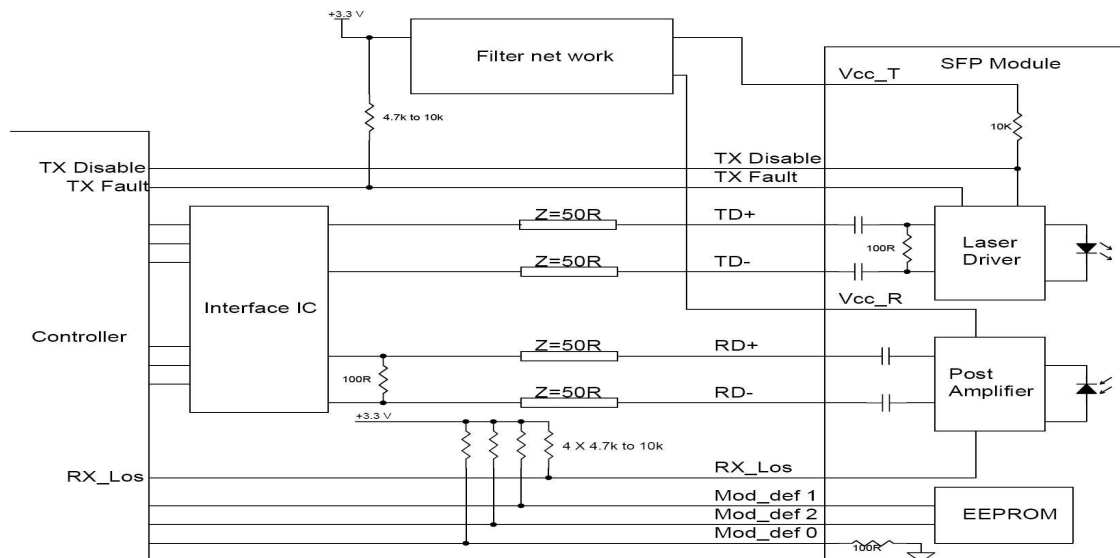 +3.3 V
Filter net work
SFP Module
Vcc_T
4.7k to 10k
10K
TX Disable
TX Disable
TX Fault
TX Fault
Z=50R
TD+
100R
Laser
Driver
Z=50R
TD-
Interface IC
Vcc_R
Controller
Z=50R
RD+
100R
Post
Amplifier
Z=50R
RD-
+3.3 V
4 X 4.7k to 10k
RX_Los
RX_Los
Mod_def 1
Mod_def 2
EEPROM
Mod_def 0
100R